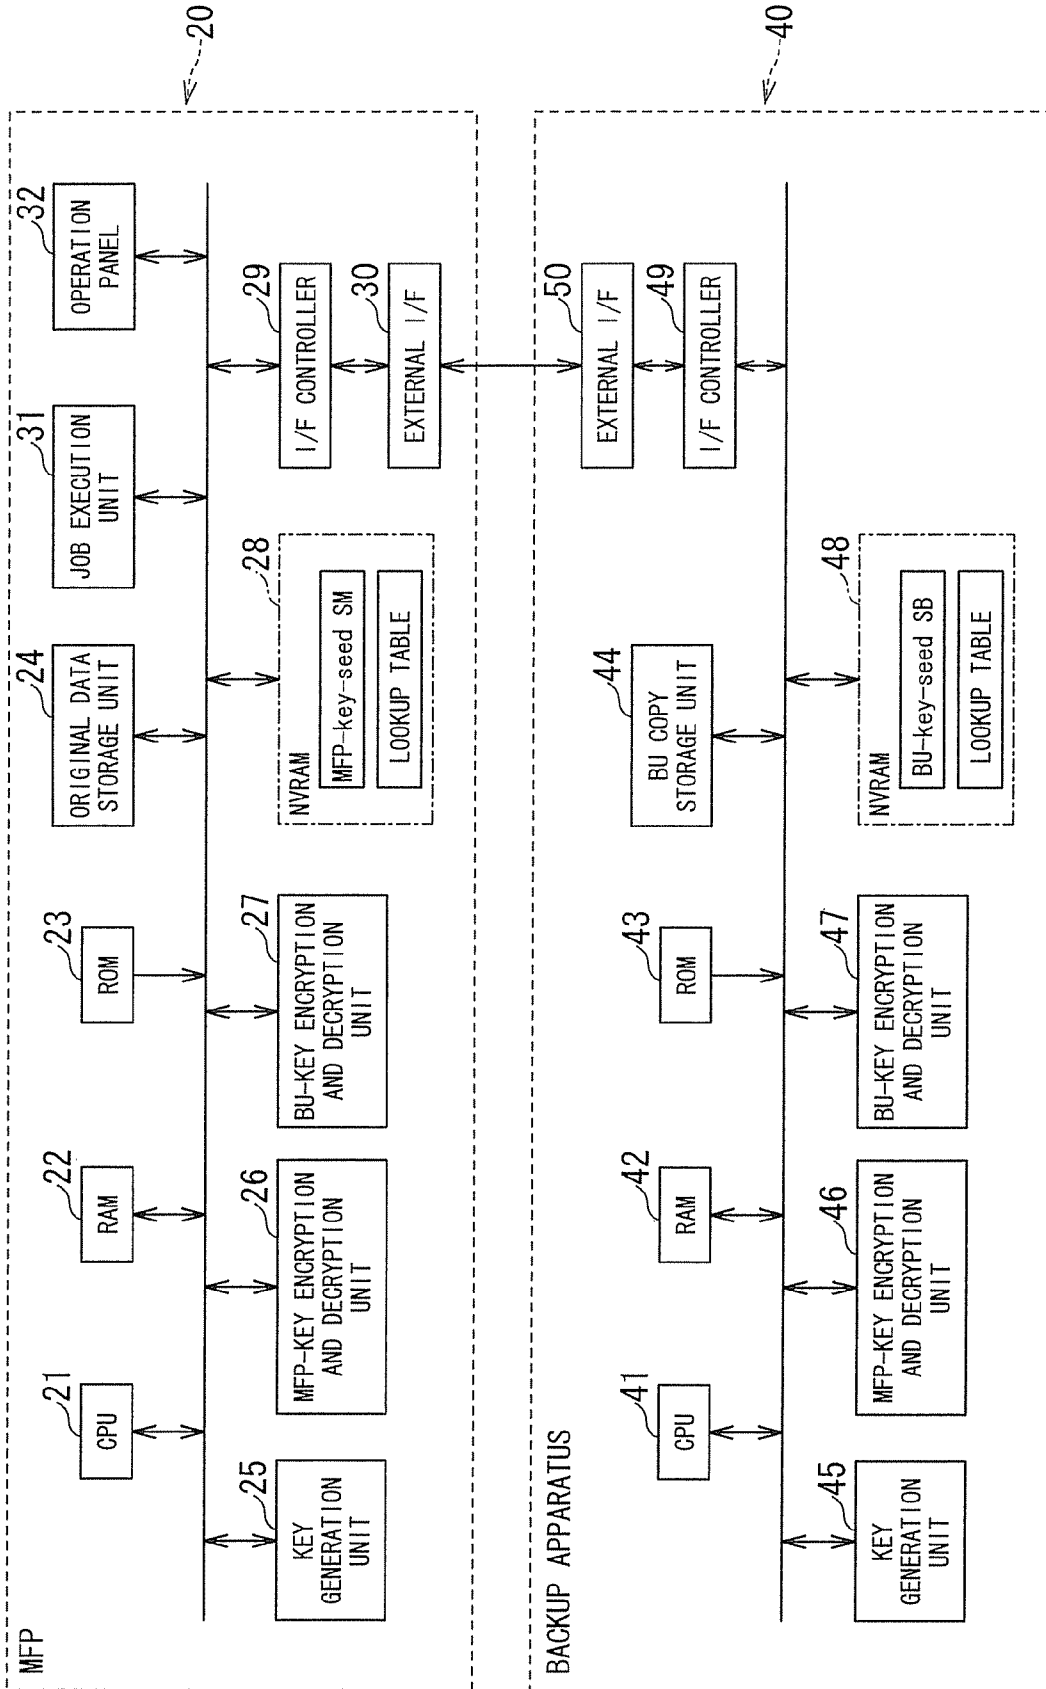 MFP
20
21
CPU
22
RAM
23
ROM
24
ORIGINAL DATA
STORAGE UNIT
31
JOB EXECUTION
UNIT
32
OPERATION
PANEL
25
KEY
GENERATION
UNIT
26
MFP-KEY ENCRYPTION
AND DECRYPTION
UNIT
27
BU-KEY ENCRYPTION
AND DECRYPTION
UNIT
28
NVRAM
MFP-key-seed SM
LOOKUP TABLE
29
I/F CONTROLLER
30
EXTERNAL I/F
BACKUP APPARATUS
40
41
CPU
42
RAM
43
ROM
44
BU COPY
STORAGE UNIT
50
EXTERNAL I/F
49
I/F CONTROLLER
45
KEY
GENERATION
UNIT
46
MFP-KEY ENCRYPTION
AND DECRYPTION
UNIT
47
BU-KEY ENCRYPTION
AND DECRYPTION
UNIT
48
NVRAM
BU-key-seed SB
LOOKUP TABLE